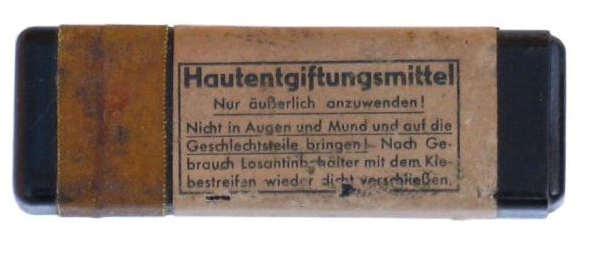 Hautentgiftungsmittel
Nur äußerlich anzuwenden!
Nicht in Augen und Mund und auf die
Geschlechtsteile bringen! Nach Ge-
brauch Losantinbehälter mit dem Kle-
bestreifen wieder dicht verschließen.